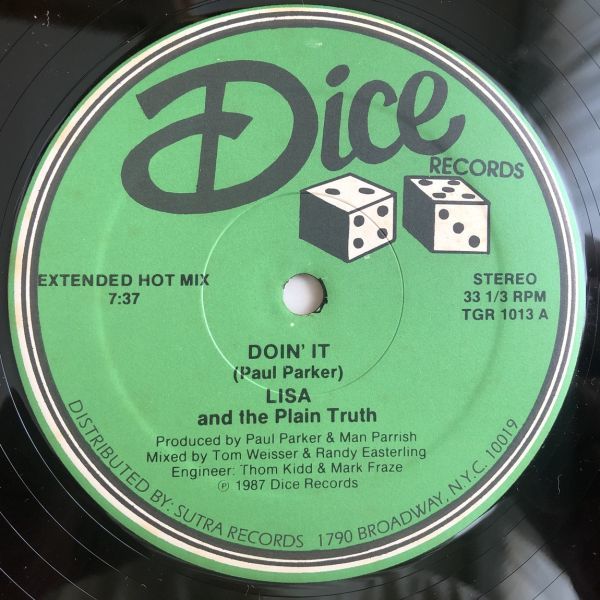 Dice
RECORDS
EXTENDED HOT MIX
7:37
STEREO
33 1/3 RPM
TGR 1013 A
DOIN' IT
(Paul Parker)
LISA
and the Plain Truth
Produced by Paul Parker & Man Parrish
Mixed by Tom Weisser & Randy Easterling
Engineer: Thom Kidd & Mark Fraze
℗ 1987 Dice Records
DISTRIBUTED BY: SUTRA RECORDS 1790 BROADWAY, N.Y.C. 10019